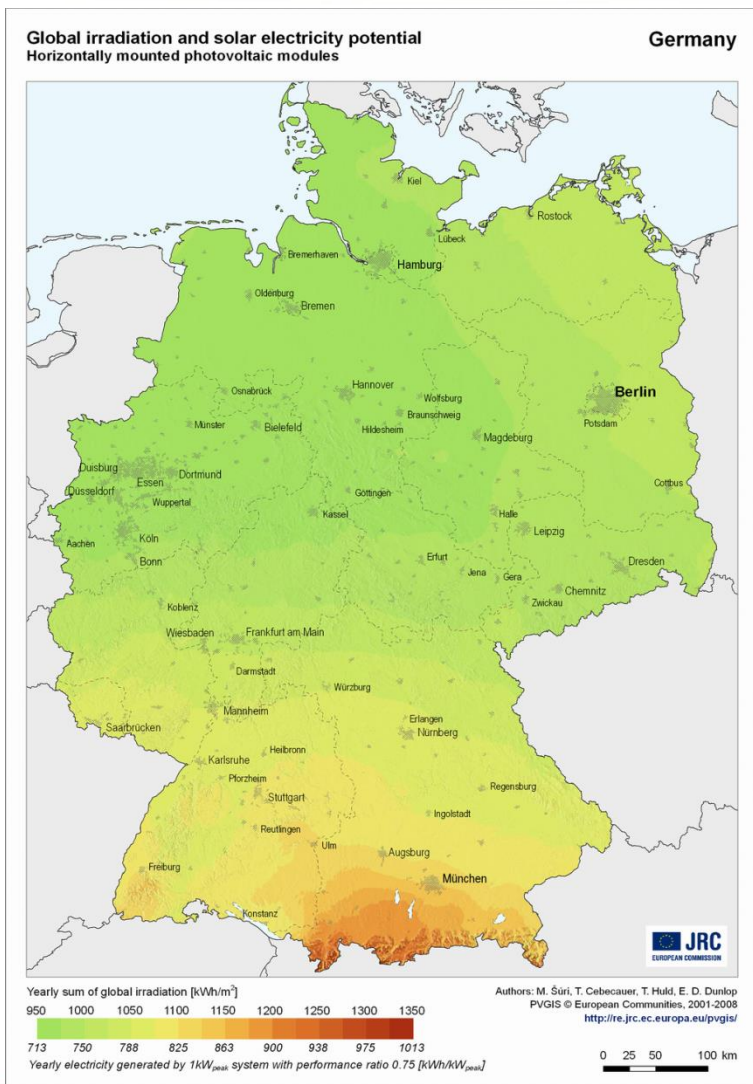 Global irradiation and solar electricity potential
Horizontally mounted photovoltaic modules
Germany
Kiel
Rostock
Lübeck
Bremerhaven
Hamburg
Oldenburg
Bremen
Osnabrück
Hannover
Wolfsburg
Berlin
Braunschweig
Münster
Bielefeld
Hildesheim
Potsdam
Magdeburg
Duisburg
Dortmund
Essen
Göttingen
Cottbus
Düsseldorf
Wuppertal
Kassel
Halle
Leipzig
Aachen
Köln
Bonn
Erfurt
Jena
Gera
Dresden
Chemnitz
Zwickau
Koblenz
Wiesbaden
Frankfurt am Main
Darmstadt
Würzburg
Mannheim
Erlangen
Saarbrücken
Nürnberg
Heilbronn
Karlsruhe
Pforzheim
Regensburg
Stuttgart
Ingolstadt
Reutlingen
Ulm
Augsburg
Freiburg
München
Konstanz
JRC
EUROPEAN COMMISSION
Yearly sum of global irradiation [kWh/m²]
950 1000 1050 1100 1150 1200 1250 1300 1350
713 750 788 825 863 900 938 975 1013
Yearly electricity generated by 1kWpeak system with performance ratio 0.75 [kWh/kWpeak]
Authors: M. Šúri, T. Cebecauer, T. Huld, E. D. Dunlop
PVGIS © European Communities, 2001-2008
http://re.jrc.ec.europa.eu/pvgis/
0 25 50 100 km